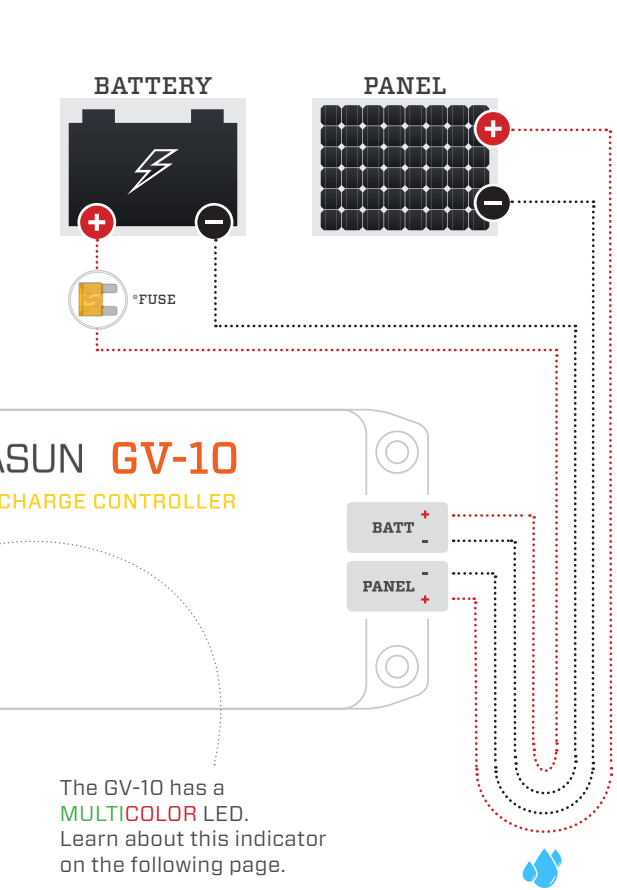 BATTERY
PANEL
*FUSE
ASUN GV-10
CHARGE CONTROLLER
BATT + -
PANEL - +
The GV-10 has a
MULTICOLOR LED.
Learn about this indicator
on the following page.